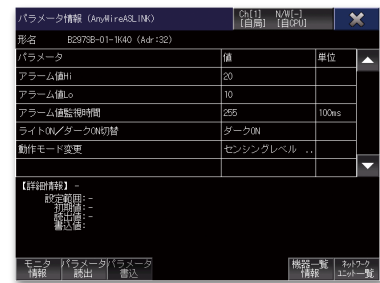 パラメータ情報 (AnyWireASLINK)
Ch[1] N/W[-]
[自局] [自CPU]
形名 B297SB-01-1K40 (Adr:32)
パラメータ 値 単位
アラーム値Hi 20
アラーム値Lo 10
アラーム値監視時間 255 100ms
ライトON/ダークON切替 ダークON
動作モード変更 センシングレベル ..
【詳細情報】 -
設定範囲:-
初期値:-
読出値:-
書込値:
モニタ情報 パラメータ読出 パラメータ書込 機器一覧情報 ネットワークユニット一覧